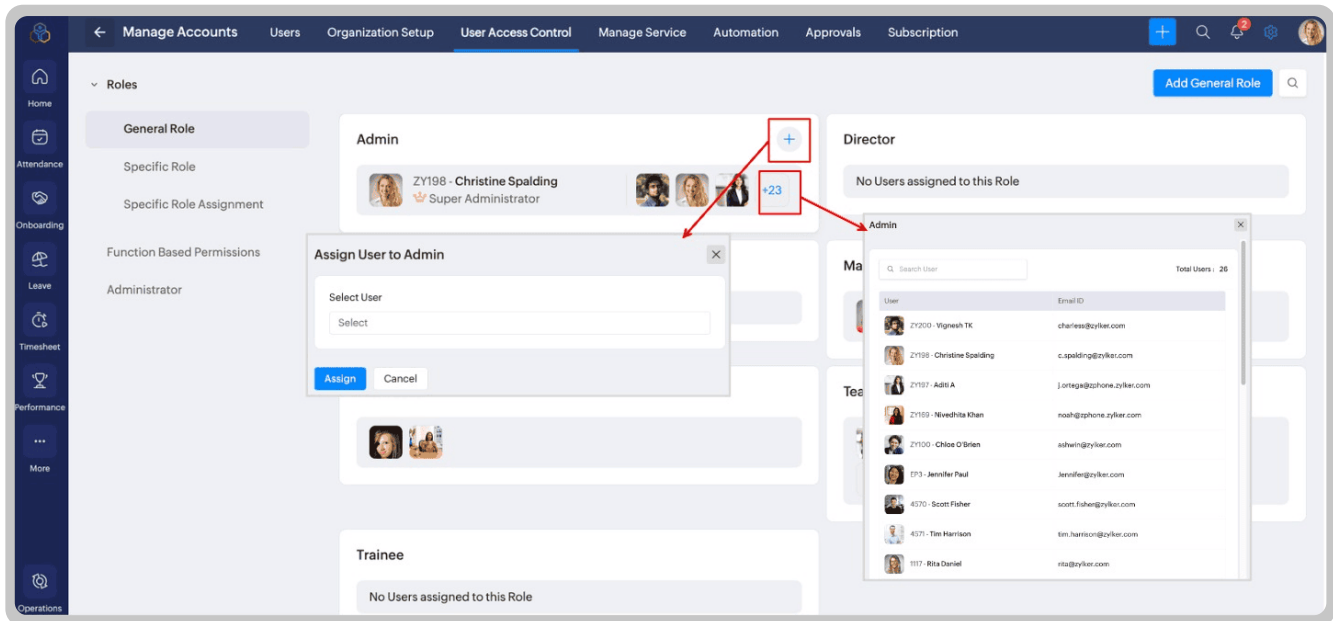 Manage Accounts
Users
Organization Setup
User Access Control
Manage Service
Automation
Approvals
Subscription
2
Home
Attendance
Onboarding
Leave
Timesheet
Performance
More
Operations
Roles
General Role
Specific Role
Specific Role Assignment
Function Based Permissions
Administrator
Add General Role
Admin
ZY198 - Christine Spalding
Super Administrator
+23
Director
No Users assigned to this Role
Assign User to Admin
Select User
Select
Assign
Cancel
Ma
Tea
Admin
Search User
Total Users : 26
User Email ID
ZY200 - Vignesh TK charless@zylker.com
ZY198 - Christine Spalding c.spalding@zylker.com
ZY197 - Aditi A j.ortega@zphone.zylker.com
ZY169 - Nivedhita Khan noah@zphone.zylker.com
ZY100 - Chloe O'Brien ashwin@zylker.com
EP3 - Jennifer Paul Jennifer@zylker.com
4570 - Scott Fisher scott.fisher@zylker.com
4571 - Tim Harrison tim.harrison@zylker.com
1117 - Rita Daniel rita@zylker.com
Trainee
No Users assigned to this Role